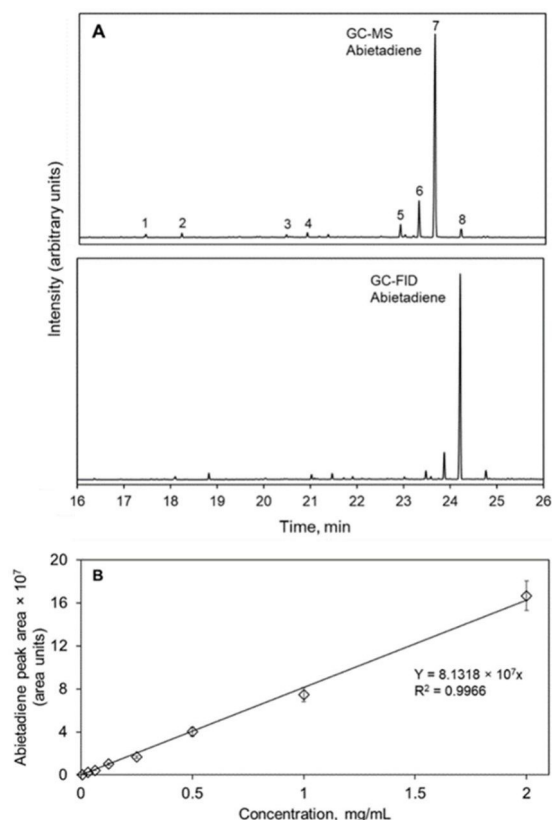 A
GC-MS
Abietadiene
7
6
5
8
1
2
3
4
Intensity (arbitrary units)
GC-FID
Abietadiene
16 17 18 19 20 21 22 23 24 25 26
Time, min
B
Abietadiene peak area × 10⁷
(area units)
20
16
12
8
4
0
Y = 8.1318 × 10⁷x
R² = 0.9966
0 0.5 1 1.5 2
Concentration, mg/mL